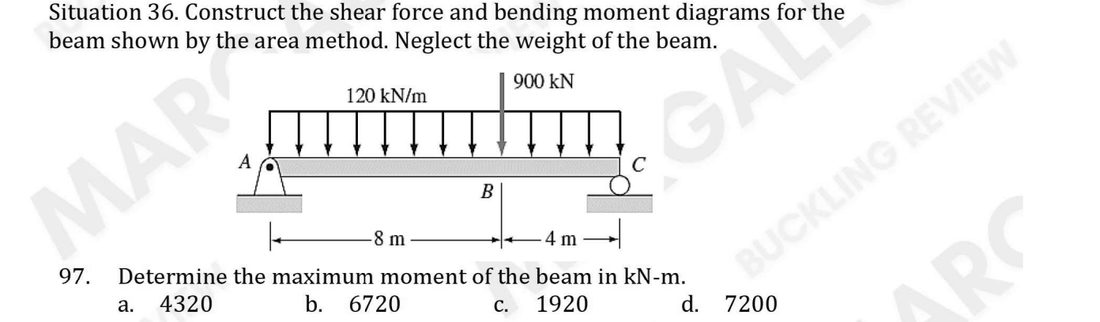 Situation 36. Construct the shear force and bending moment diagrams for the
beam shown by the area method. Neglect the weight of the beam.
900 kN
120 kN/m
A
C
B
8 m
4 m
97. Determine the maximum moment of the beam in kN-m.
a. 4320 b. 6720 c. 1920 d. 7200
BUCKLING REVIEW